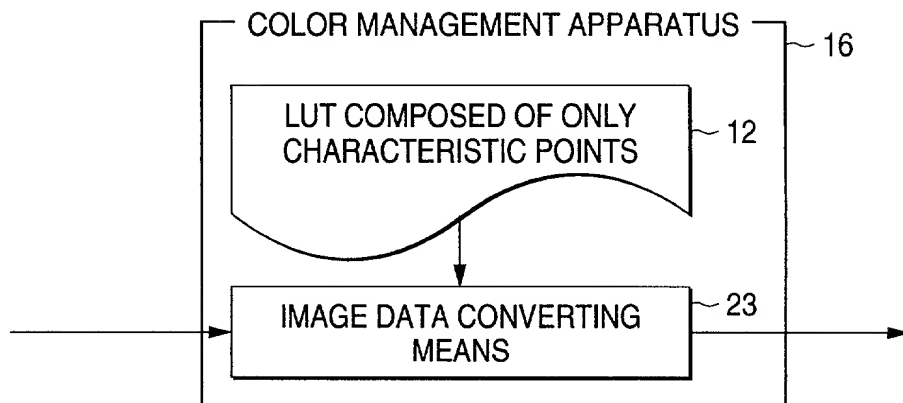 COLOR MANAGEMENT APPARATUS
16
LUT COMPOSED OF ONLY
CHARACTERISTIC POINTS
12
IMAGE DATA CONVERTING
MEANS
23